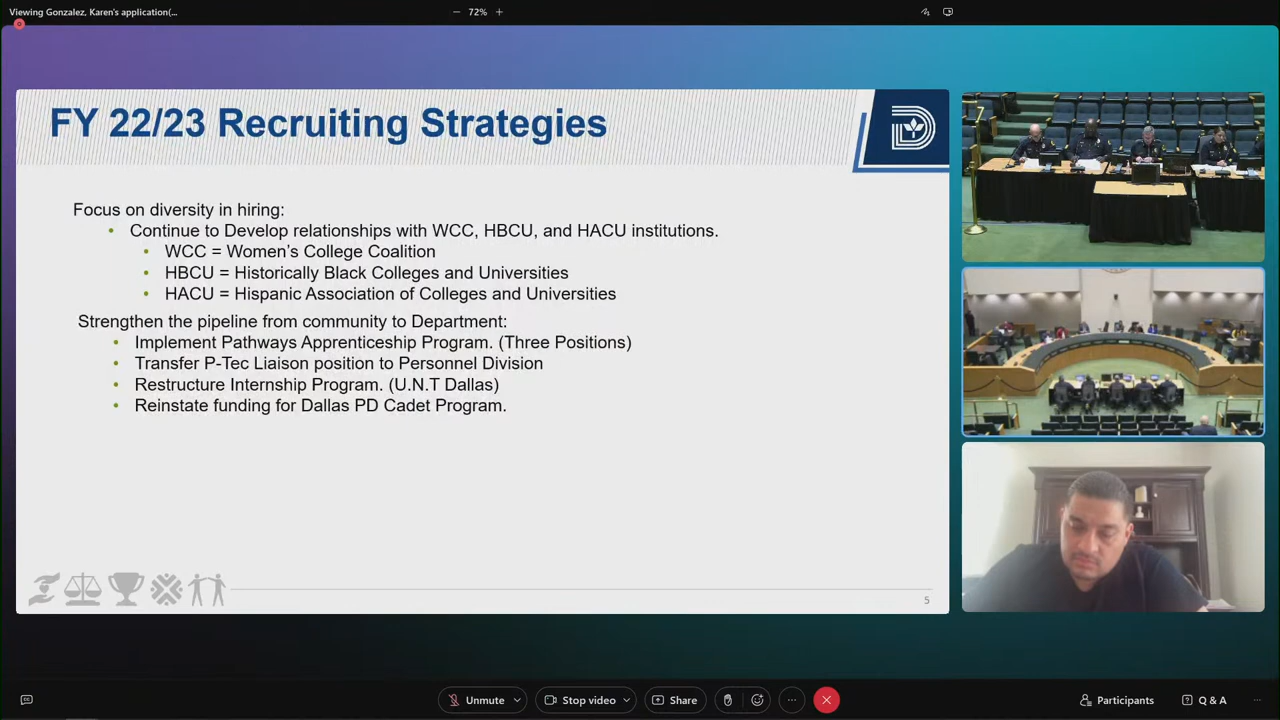 Viewing Gonzalez, Karen's application(...
72%
FY 22/23 Recruiting Strategies
Focus on diversity in hiring:
• Continue to Develop relationships with WCC, HBCU, and HACU institutions.
• WCC = Women's College Coalition
• HBCU = Historically Black Colleges and Universities
• HACU = Hispanic Association of Colleges and Universities
Strengthen the pipeline from community to Department:
• Implement Pathways Apprenticeship Program. (Three Positions)
• Transfer P-Tec Liaison position to Personnel Division
• Restructure Internship Program. (U.N.T Dallas)
• Reinstate funding for Dallas PD Cadet Program.
5
Unmute
Stop video
Share
Participants
Q & A